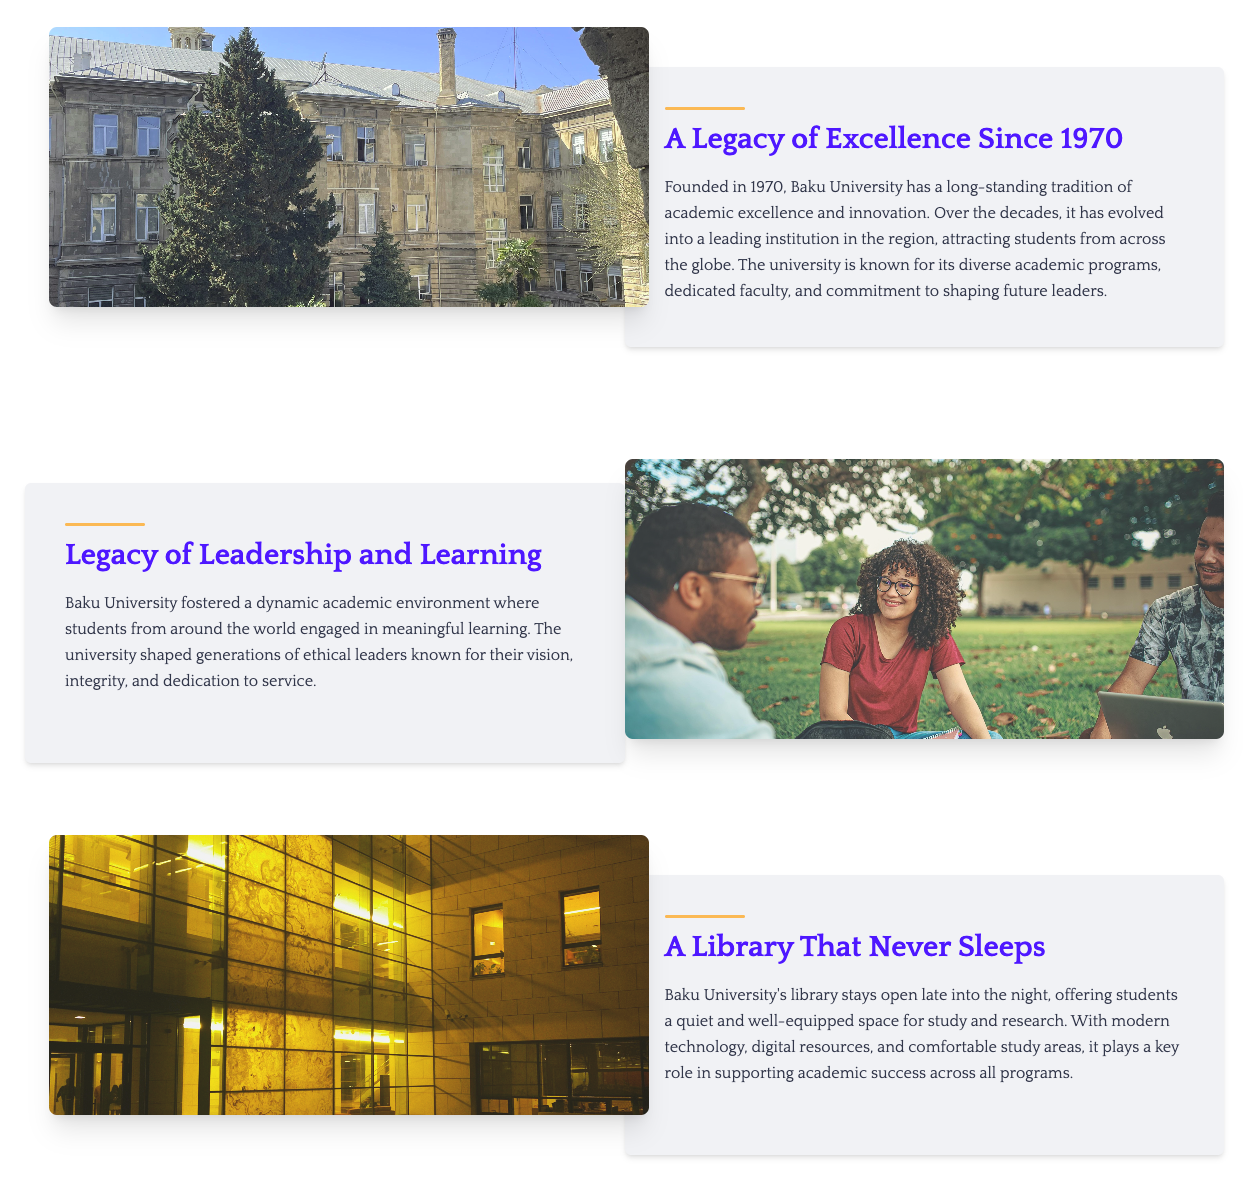 A Legacy of Excellence Since 1970
Founded in 1970, Baku University has a long-standing tradition of
academic excellence and innovation. Over the decades, it has evolved
into a leading institution in the region, attracting students from across
the globe. The university is known for its diverse academic programs,
dedicated faculty, and commitment to shaping future leaders.
Legacy of Leadership and Learning
Baku University fostered a dynamic academic environment where
students from around the world engaged in meaningful learning. The
university shaped generations of ethical leaders known for their vision,
integrity, and dedication to service.
A Library That Never Sleeps
Baku University's library stays open late into the night, offering students
a quiet and well-equipped space for study and research. With modern
technology, digital resources, and comfortable study areas, it plays a key
role in supporting academic success across all programs.